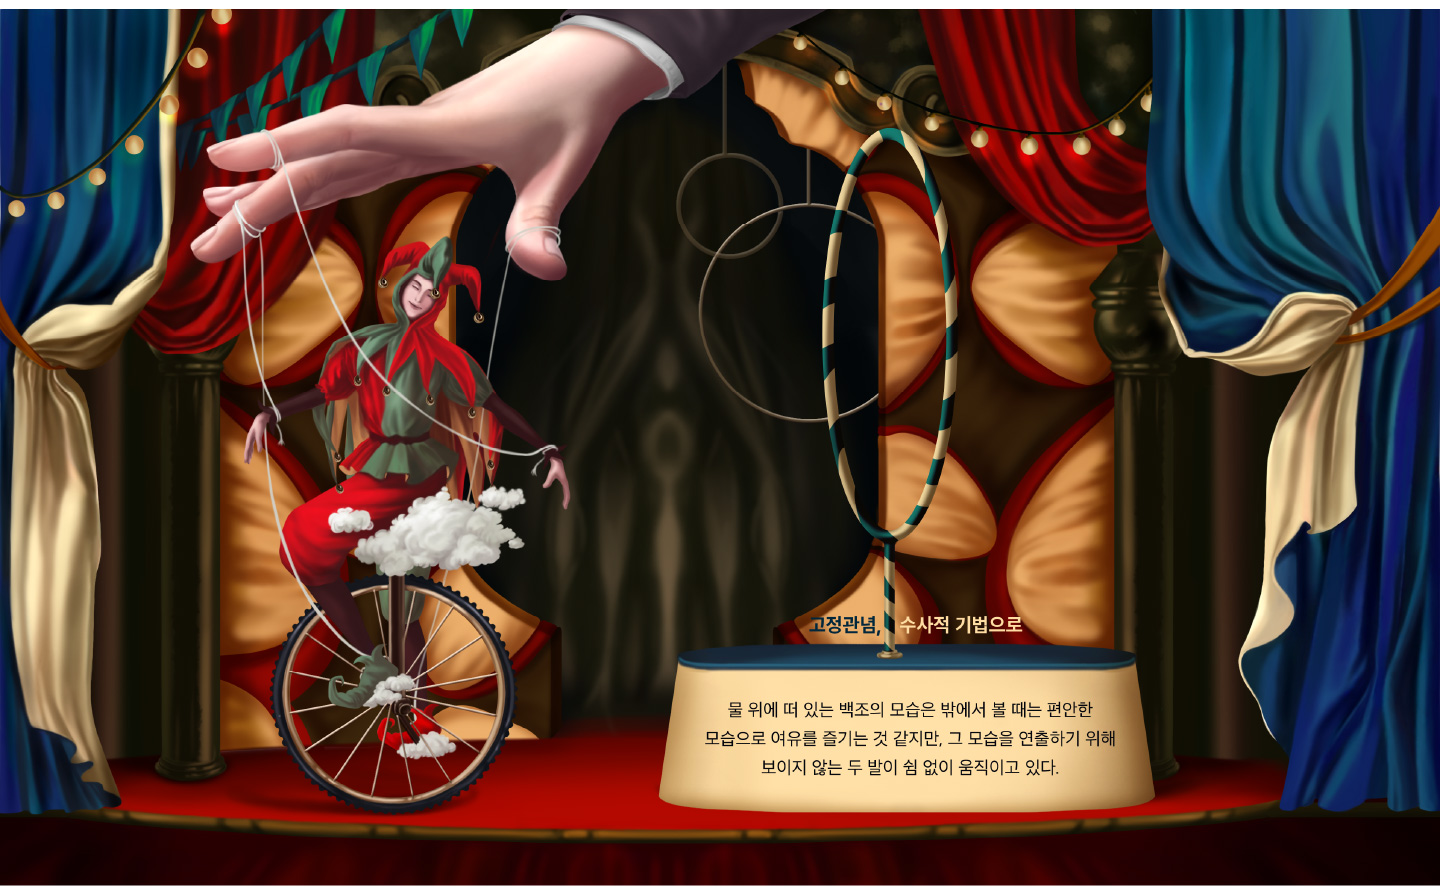 고정관념, 수사적 기법으로
물 위에 떠 있는 백조의 모습은 밖에서 볼 때는 편안한
모습으로 여유를 즐기는 것 같지만, 그 모습을 연출하기 위해
보이지 않는 두 발이 쉼 없이 움직이고 있다.